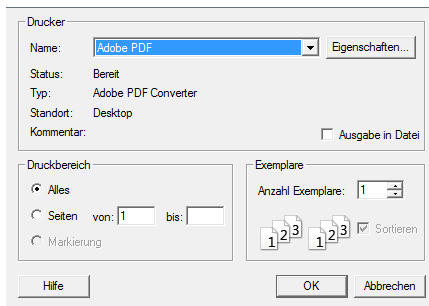 Drucker
Name: Adobe PDF Eigenschaften...
Status: Bereit
Typ: Adobe PDF Converter
Standort: Desktop
Kommentar: Ausgabe in Datei
Druckbereich Exemplare
Alles Anzahl Exemplare: 1
Seiten von: 1 bis:
Markierung
1 2 3 1 2 3 Sortieren
Hilfe OK Abbrechen